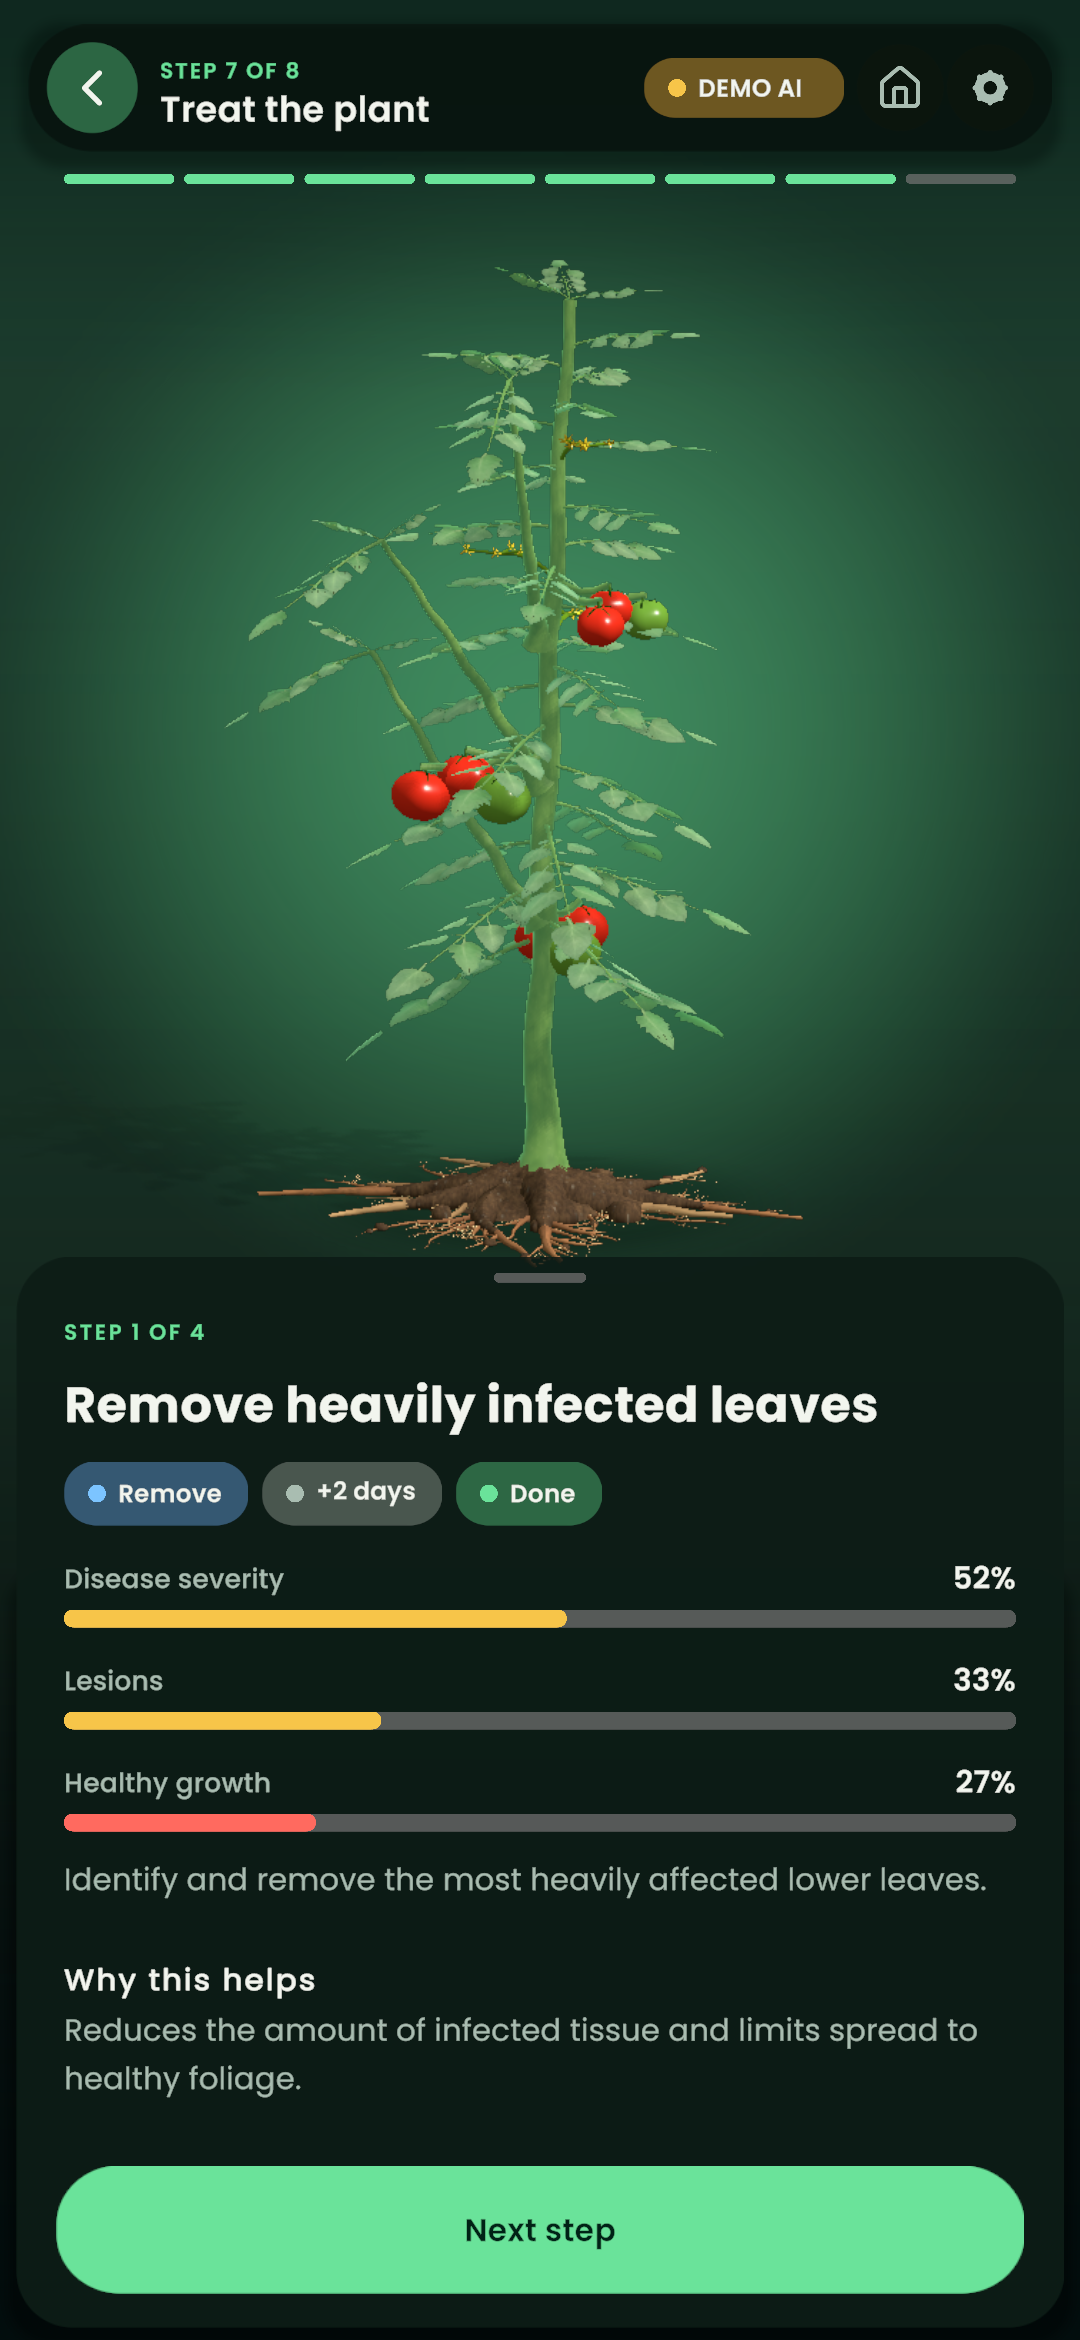 STEP 7 OF 8
Treat the plant
DEMO AI
STEP 1 OF 4
Remove heavily infected leaves
Remove
+2 days
Done
Disease severity 52%
Lesions 33%
Healthy growth 27%
Identify and remove the most heavily affected lower leaves.
Why this helps
Reduces the amount of infected tissue and limits spread to
healthy foliage.
Next step